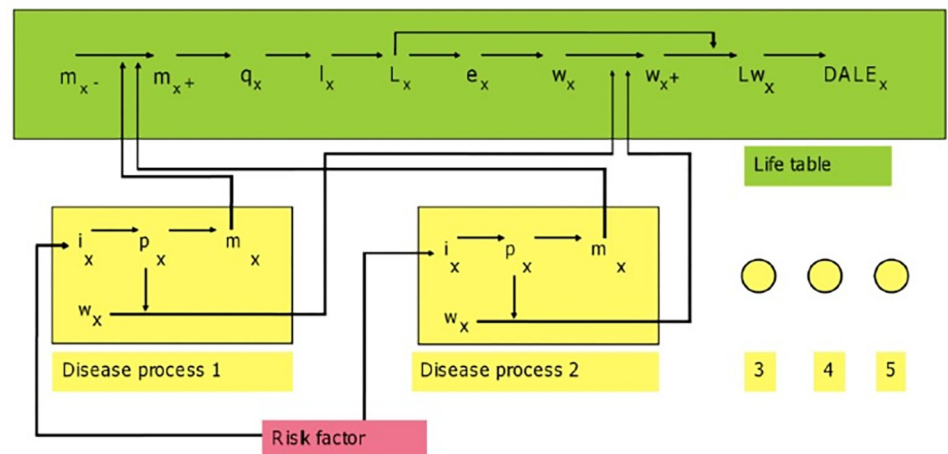 m x - m x + q x l x L x e x w x w x + Lw x DALE x
Life table
i x p x m x
w x
i x p x m x
w x
Disease process 1
Disease process 2
3 4 5
Risk factor